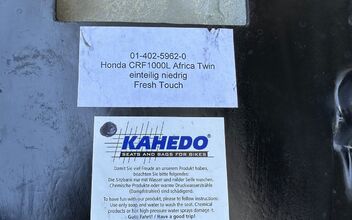 01-402-5962-0
Honda CRF1000L Africa Twin
einteilig niedrig
Fresh Touch
KAHEDO
SEATS AND BAGS FOR BIKES
Damit Sie viel Freude an unserem Produkt haben,
beachten Sie bitte folgendes:
Die Sitzbank nur mit Wasser und milder Seife waschen.
Chemische Produkte oder warme Druckwasserstrahle
(Dampfstrahler) sind schädigend.
To have fun with our product, please to follow instructions:
Use only soap and water to wash the seat. Chemical
products or hot high pressure water sprays damage it.
Gute Fahrt! / Have a good trip!